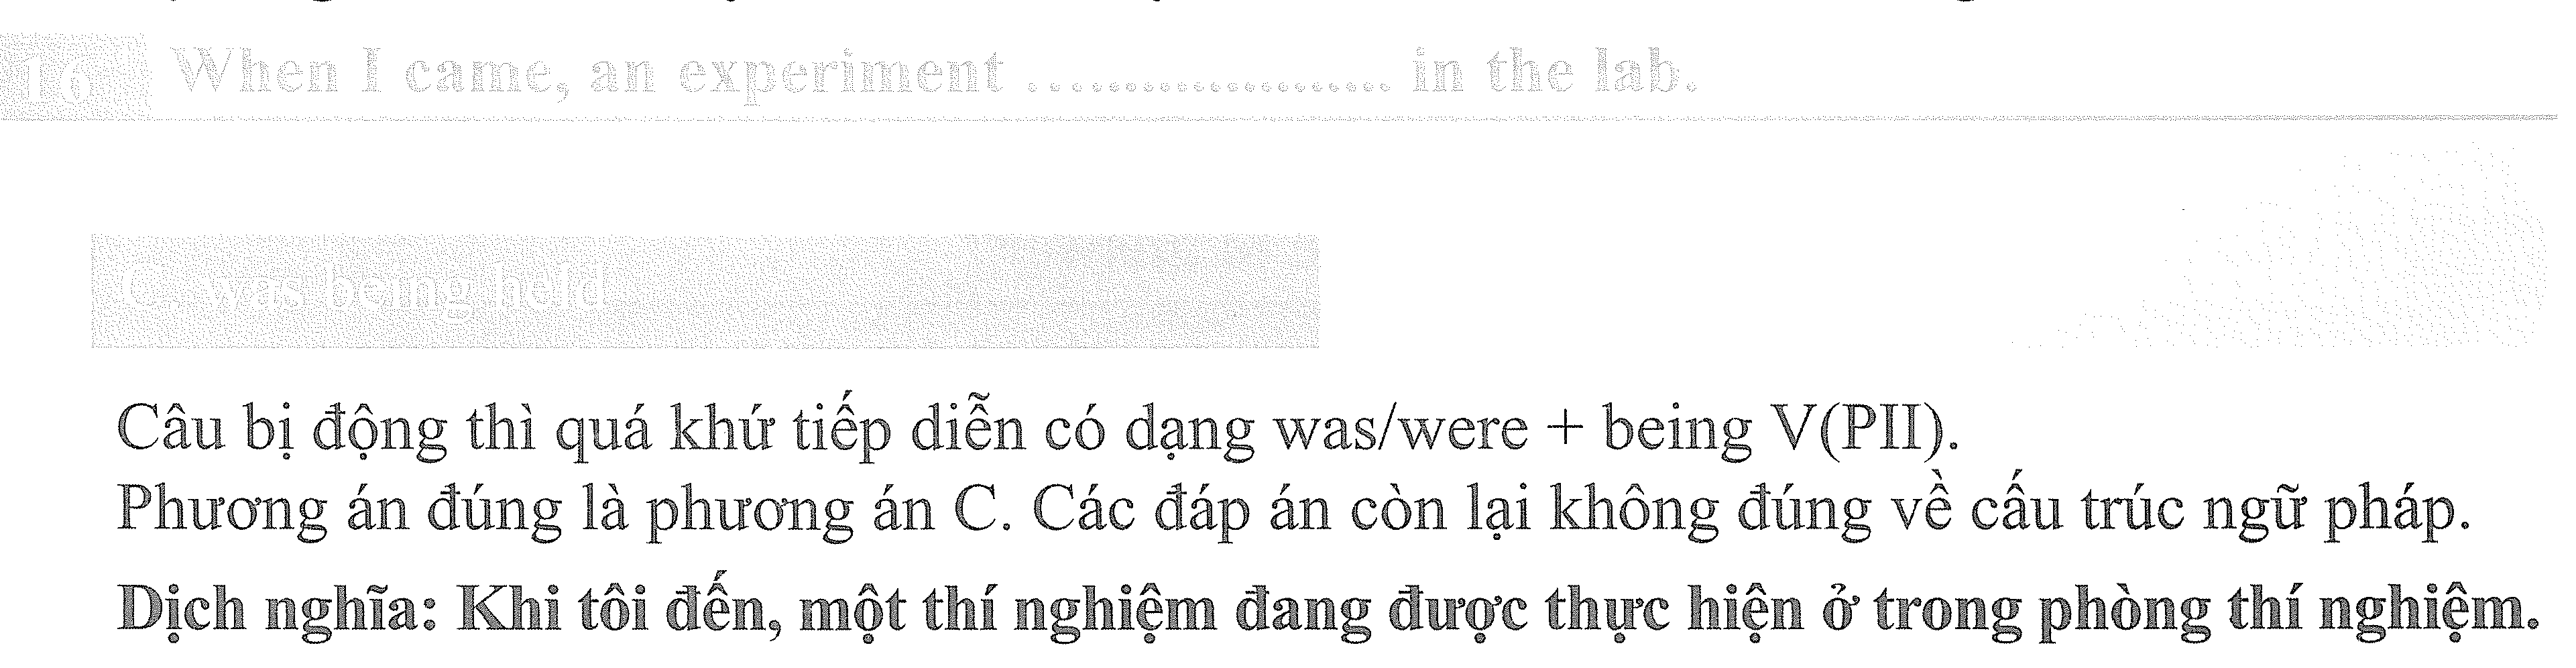 16 When I came, an experiment ..................... in the lab.
C. was being held
Câu bị động thì quá khứ tiếp diễn có dạng was/were + being V(PII).
Phương án đúng là phương án C. Các đáp án còn lại không đúng về cấu trúc ngữ pháp.
Dịch nghĩa: Khi tôi đến, một thí nghiệm đang được thực hiện ở trong phòng thí nghiệm.